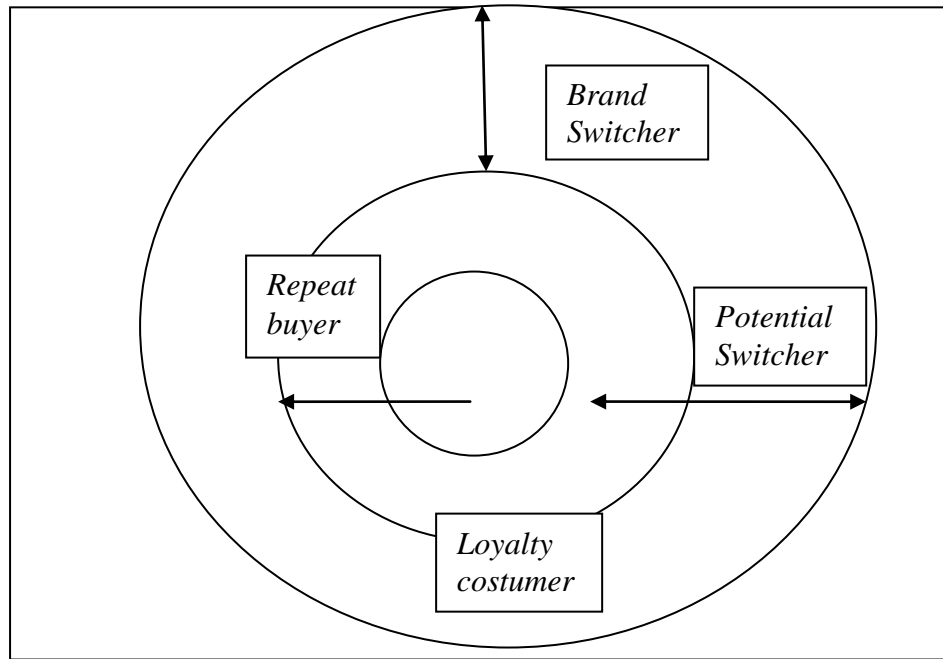 Brand
Switcher
Repeat
buyer
Potential
Switcher
Loyalty
costumer